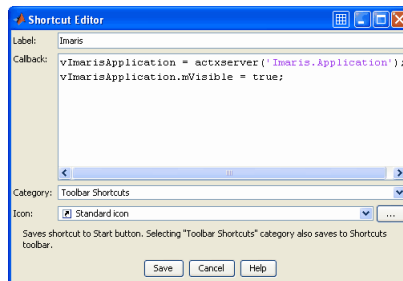 Shortcut Editor
Label: Imaris
Callback: vImarisApplication = actxserver('Imaris.Application');
vImarisApplication.mVisible = true;
Category: Toolbar Shortcuts
Icon: Standard icon ...
Saves shortcut to Start button. Selecting "Toolbar Shortcuts" category also saves to Shortcuts
toolbar.
Save Cancel Help